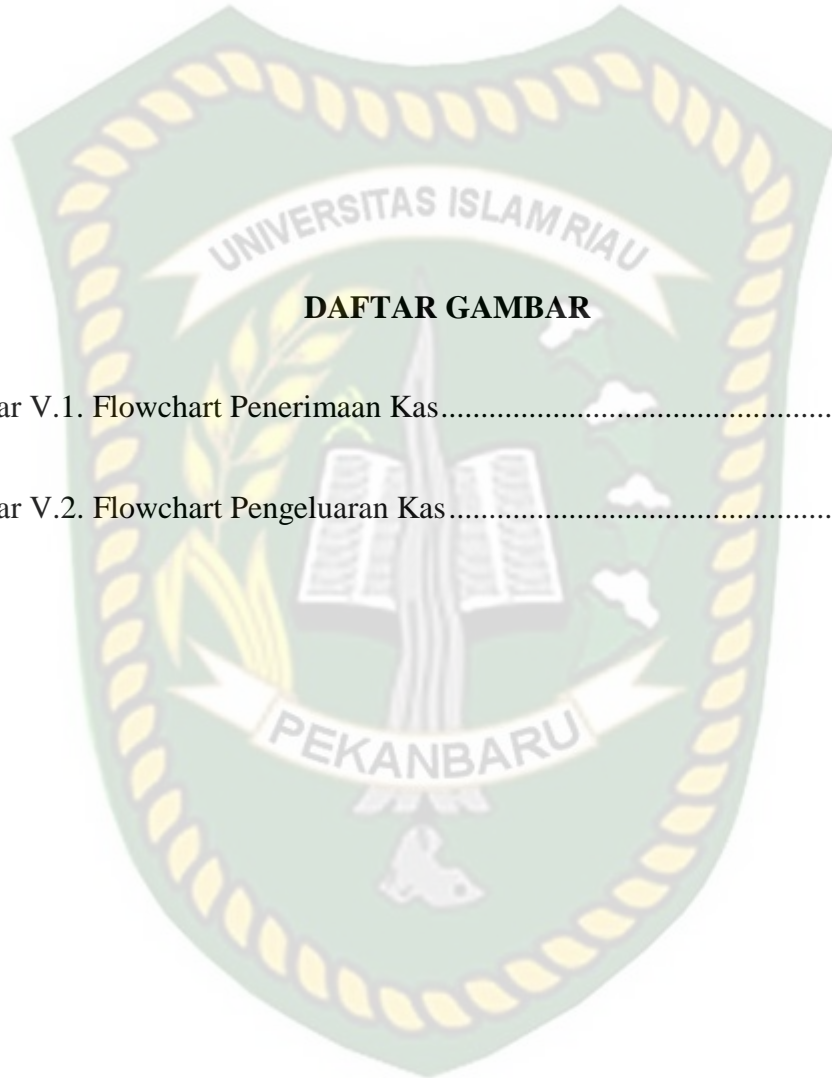 UNIVERSITAS ISLAM RIAU
DAFTAR GAMBAR
ar V.1. Flowchart Penerimaan Kas.................................................
ar V.2. Flowchart Pengeluaran Kas................................................
PEKANBARU